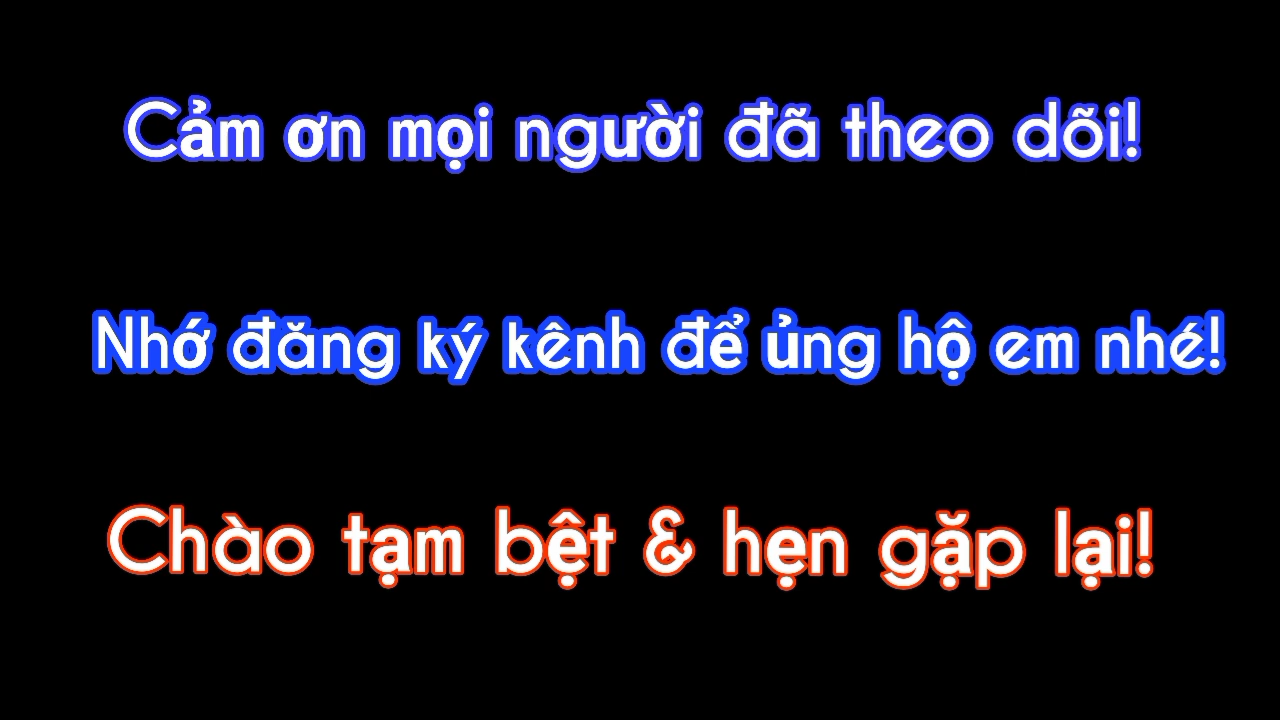 Cảm ơn mọi người đã theo dõi!
Nhớ đăng ký kênh để ủng hộ em nhé!
Chào tạm bệt & hẹn gặp lại!